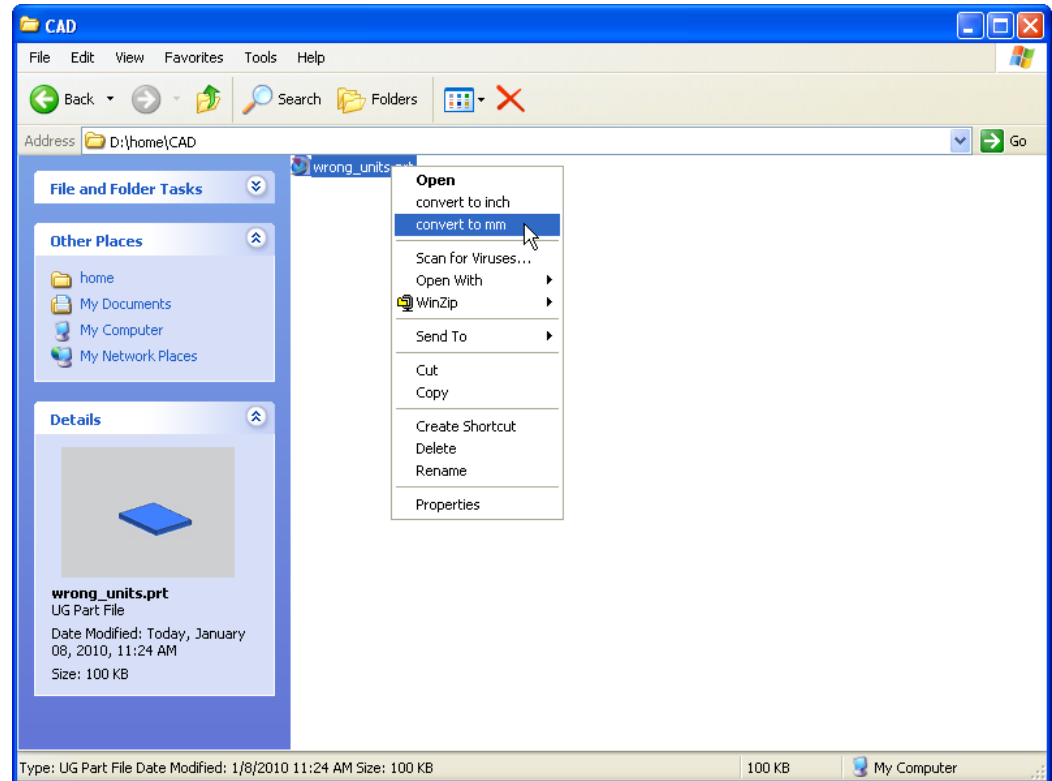 CAD
File Edit View Favorites Tools Help
Back Search Folders
Address D:\home\CAD Go
File and Folder Tasks
Other Places
home
My Documents
My Computer
My Network Places
Details
wrong_units.prt
UG Part File
Date Modified: Today, January
08, 2010, 11:24 AM
Size: 100 KB
wrong_units.prt
Open
convert to inch
convert to mm
Scan for Viruses...
Open With
WinZip
Send To
Cut
Copy
Create Shortcut
Delete
Rename
Properties
Type: UG Part File Date Modified: 1/8/2010 11:24 AM Size: 100 KB 100 KB My Computer